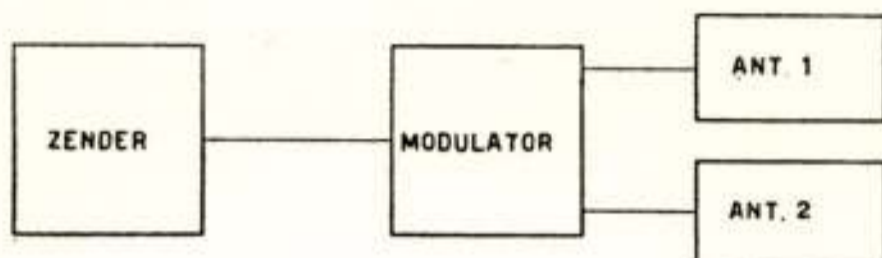 ZENDER
MODULATOR
ANT. 1
ANT. 2